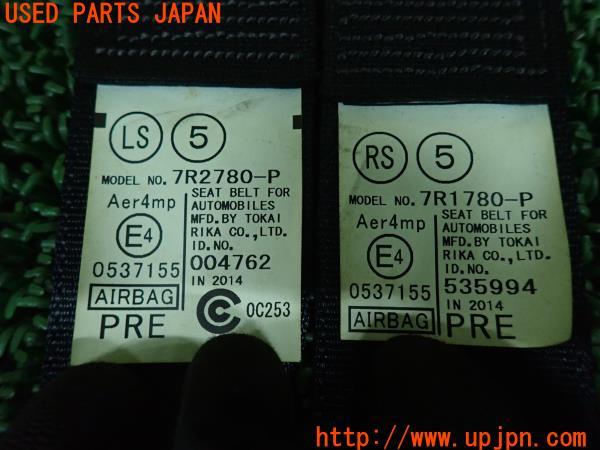 USED PARTS JAPAN
LS 5
MODEL NO. 7R2780-P
Aer4mp
SEAT BELT FOR
AUTOMOBILES
MFD.BY TOKAI
RIKA CO.,LTD.
ID.NO.
E4
004762
0537155
IN 2014
AIRBAG
PRE
C 0C253
RS 5
MODEL NO. 7R1780-P
Aer4mp
SEAT BELT FOR
AUTOMOBILES
MFD.BY TOKAI
RIKA CO.,LTD.
ID.NO.
E4
535994
0537155
IN 2014
AIRBAG
PRE
http://www.upjpn.com